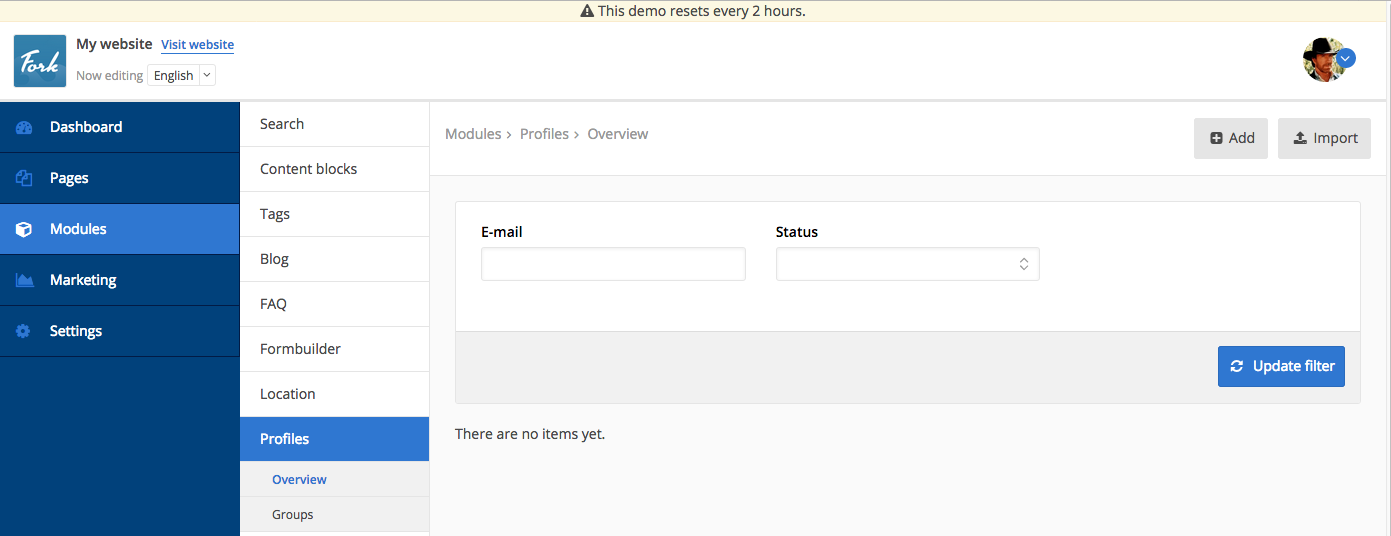 This demo resets every 2 hours.
Fork
My website Visit website
Now editing English
Dashboard
Pages
Modules
Marketing
Settings
Search
Content blocks
Tags
Blog
FAQ
Formbuilder
Location
Profiles
Overview
Groups
Modules › Profiles › Overview
Add
Import
E-mail
Status
Update filter
There are no items yet.